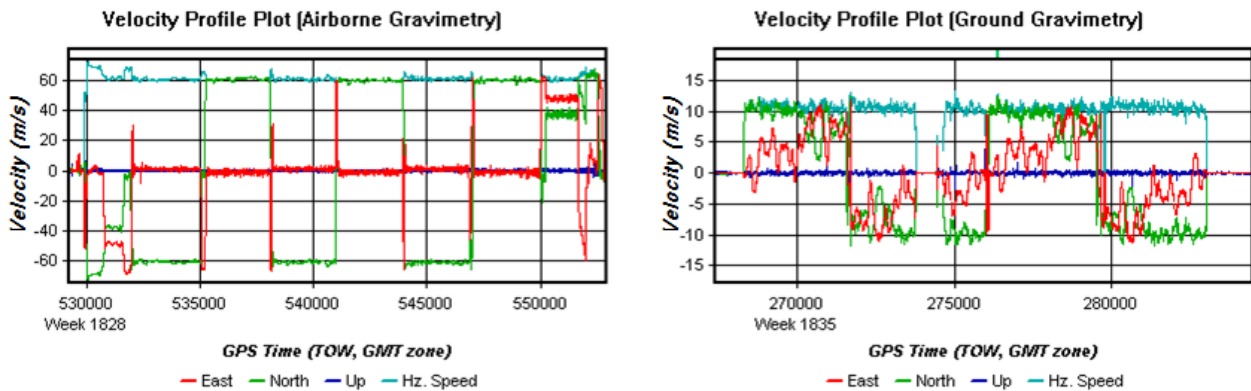 Velocity Profile Plot (Airborne Gravimetry)
60
40
20
0
-20
-40
-60
Velocity (m/s)
530000 535000 540000 545000 550000
Week 1828
GPS Time (TOW, GMT zone)
East North Up Hz. Speed
Velocity Profile Plot (Ground Gravimetry)
15
10
5
0
-5
-10
-15
Velocity (m/s)
270000 275000 280000
Week 1835
GPS Time (TOW, GMT zone)
East North Up Hz. Speed